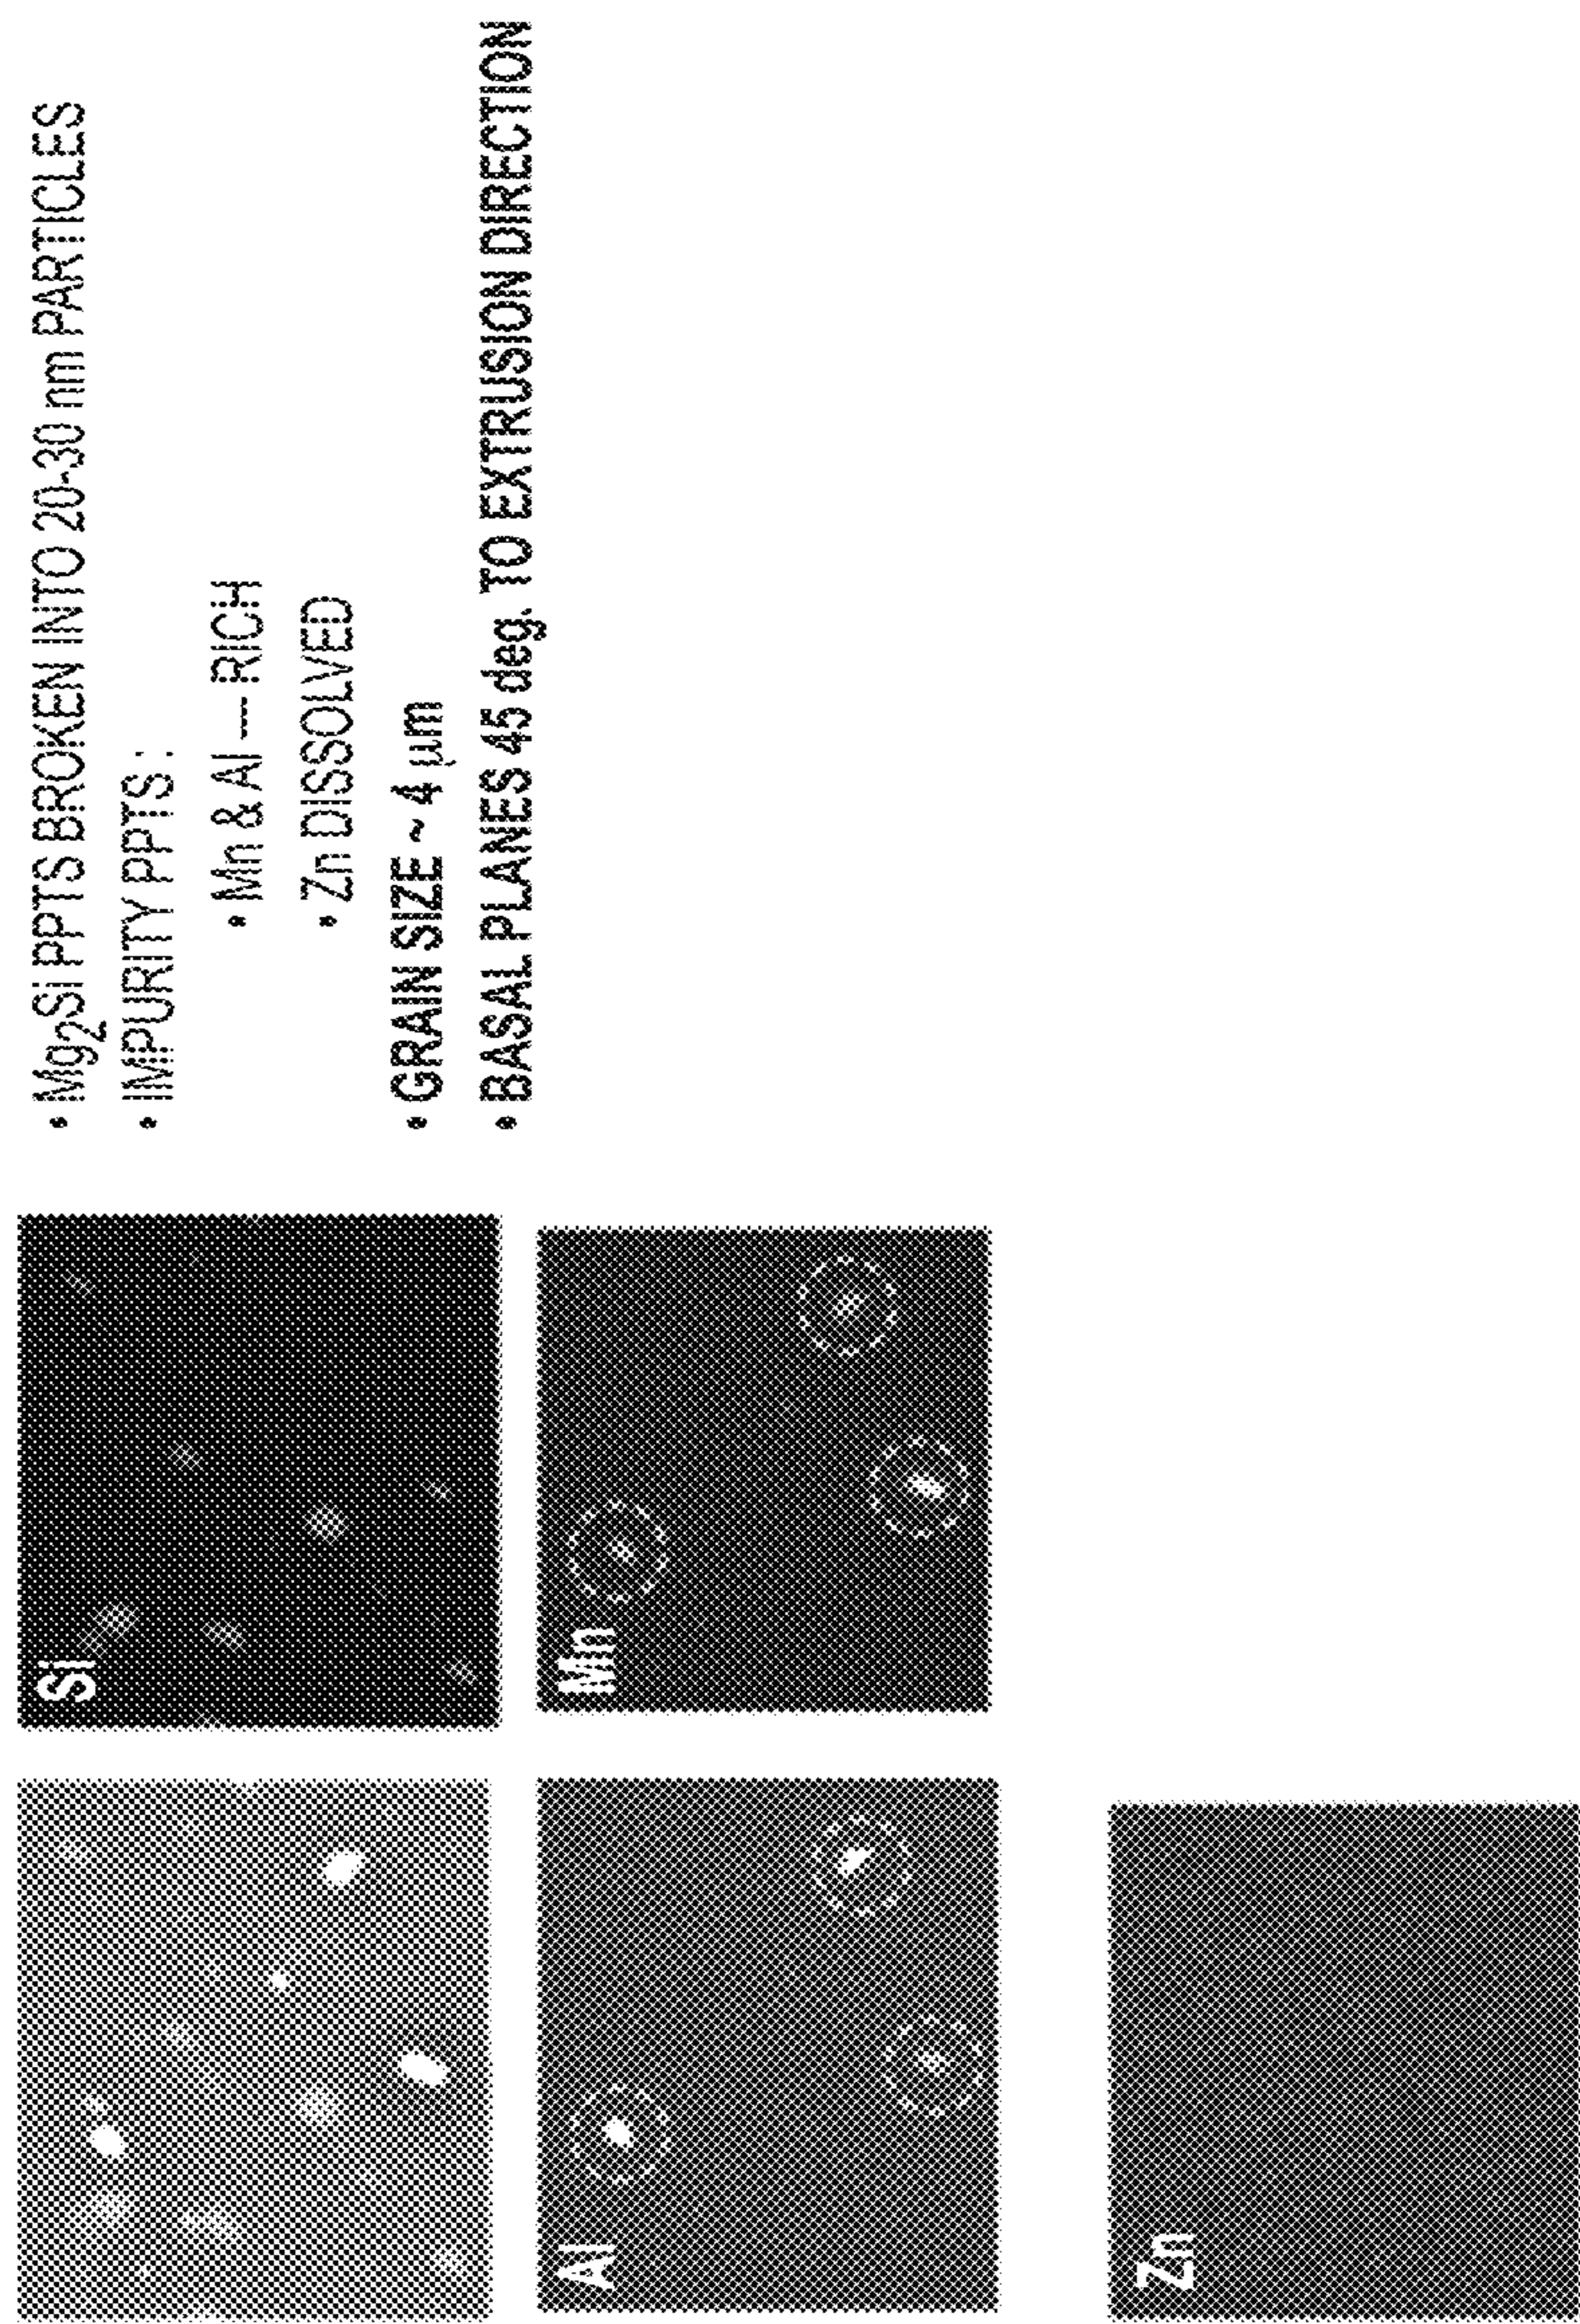 Si
Al
Mn
Zn
• Mg₂Si PPTS BROKEN INTO 20-30 nm PARTICLES
• IMPURITY PPTS :
• Mn & Al — RICH
• Zn DISSOLVED
• GRAIN SIZE ~ 4 μm
• BASAL PLANES 45 deg. TO EXTRUSION DIRECTION